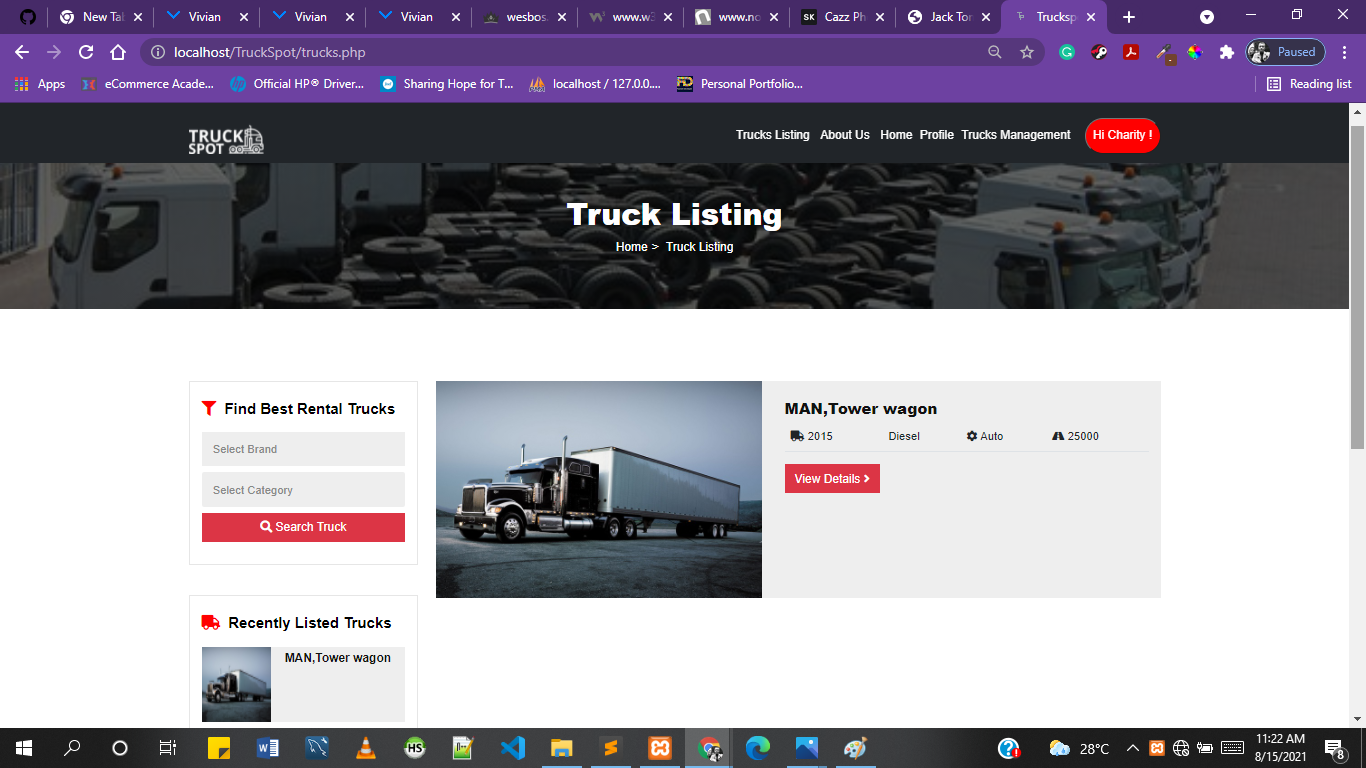 New Tal
Vivian
Vivian
Vivian
wesbos.
www.w3
www.no
SK Cazz Ph
Jack Tor
Trucksp
localhost/TruckSpot/trucks.php
Paused
Apps
eCommerce Acade...
Official HP® Driver...
Sharing Hope for T...
localhost / 127.0.0....
Personal Portfolio...
Reading list
TRUCK
SPOT
Trucks Listing About Us Home Profile Trucks Management Hi Charity !
Truck Listing
Home > Truck Listing
Find Best Rental Trucks
Select Brand
Select Category
Search Truck
Recently Listed Trucks
MAN,Tower wagon
MAN,Tower wagon
2015 Diesel Auto 25000
View Details
HS
28°C
11:22 AM
8/15/2021
8